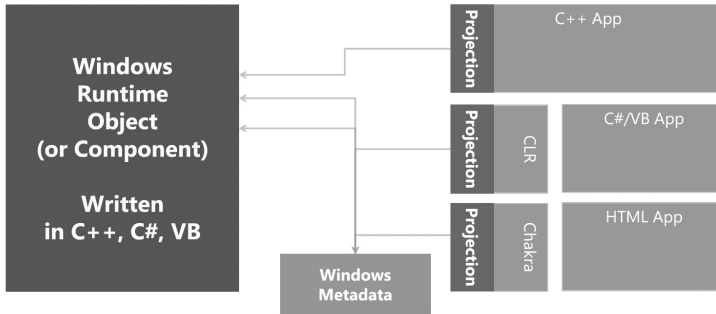 Windows
Runtime
Object
(or Component)
Written
in C++, C#, VB
Projection
C++ App
Projection
CLR
C#/VB App
Projection
Chakra
HTML App
Windows
Metadata